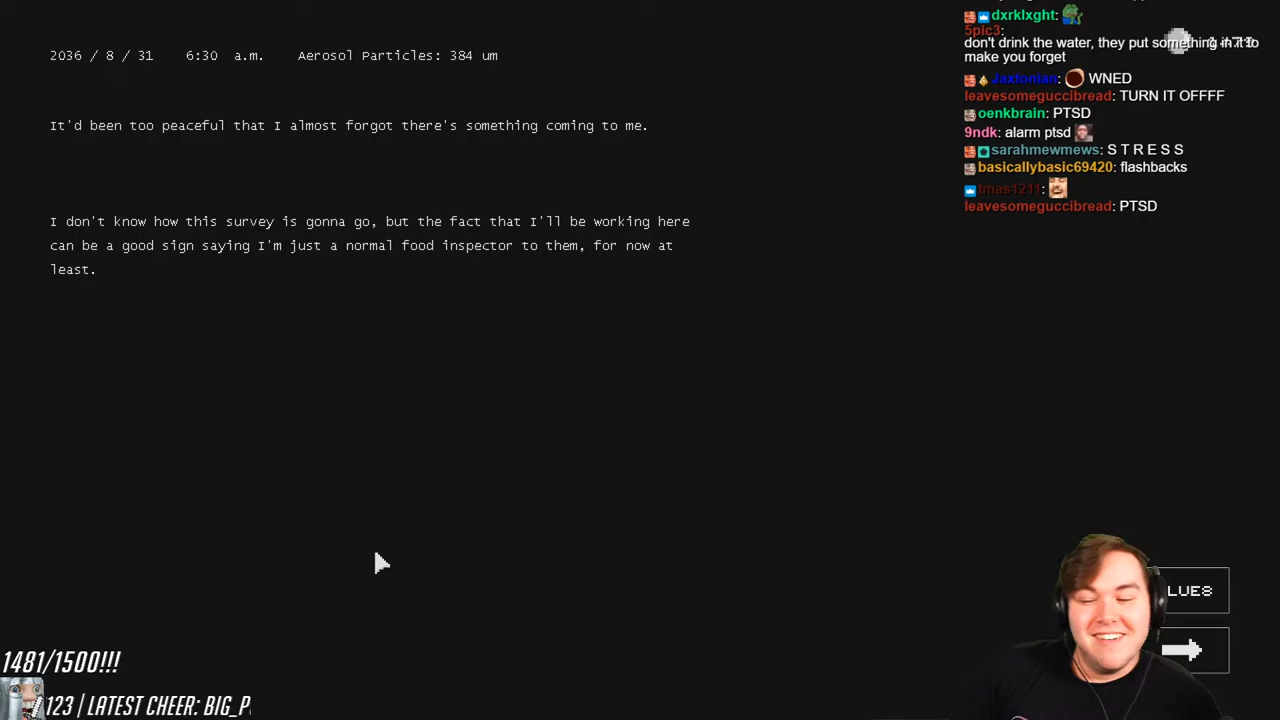 2036 / 8 / 31 6:30 a.m. Aerosol Particles: 384 um
It'd been too peaceful that I almost forgot there's something coming to me.
I don't know how this survey is gonna go, but the fact that I'll be working here
can be a good sign saying I'm just a normal food inspector to them, for now at
least.
dxrklxght:
5pic3:
don't drink the water, they put something in it to
make you forget
Jaxtonian: WNED
leavesomeguccibread: TURN IT OFFFF
oenkbrain: PTSD
9ndk: alarm ptsd
sarahmewmews: S T R E S S
basicallybasic69420: flashbacks
tmas1211:
leavesomeguccibread: PTSD
LUES
1481/1500!!!
123 | LATEST CHEER: BIG_P